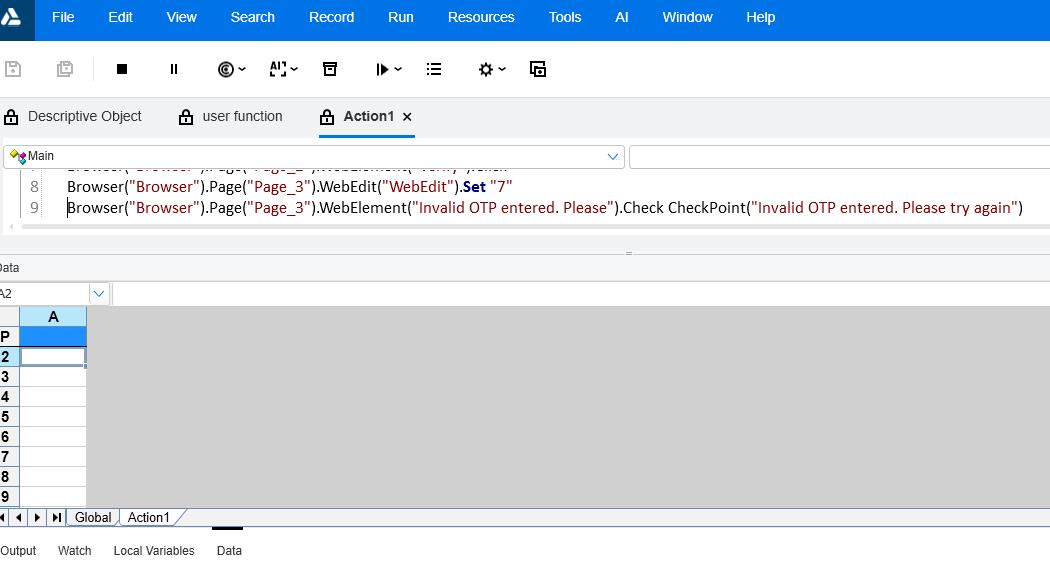 File Edit View Search Record Run Resources Tools AI Window Help
AI
Descriptive Object user function Action1
Main
8 Browser("Browser").Page("Page_3").WebEdit("WebEdit").Set "7"
9 Browser("Browser").Page("Page_3").WebElement("Invalid OTP entered. Please").Check CheckPoint("Invalid OTP entered. Please try again")
Data
A2
A
P
2
3
4
5
6
7
8
9
Global Action1
Output Watch Local Variables Data